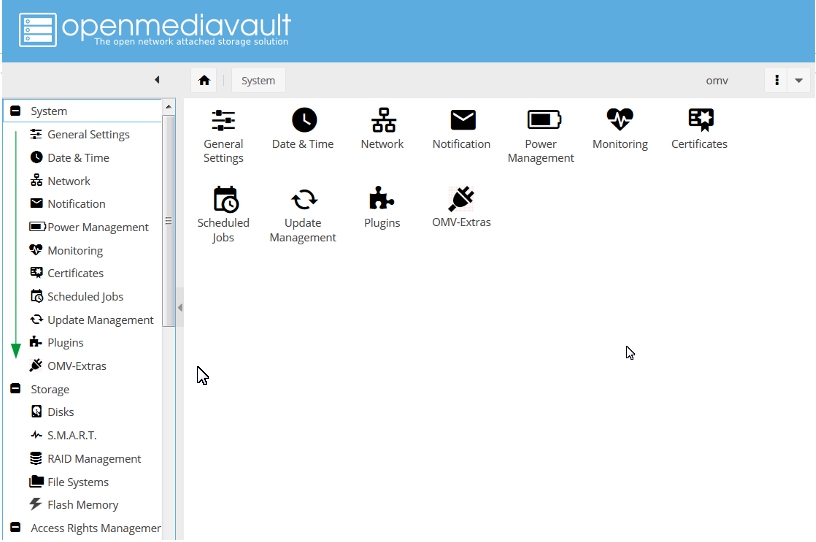 openmediavault
The open network attached storage solution
System
omv
System
General Settings
Date & Time
Network
Notification
Power Management
Monitoring
Certificates
Scheduled Jobs
Update Management
Plugins
OMV-Extras
Storage
Disks
S.M.A.R.T.
RAID Management
File Systems
Flash Memory
Access Rights Managemer
General
Settings
Date & Time
Network
Notification
Power
Management
Monitoring
Certificates
Scheduled
Jobs
Update
Management
Plugins
OMV-Extras